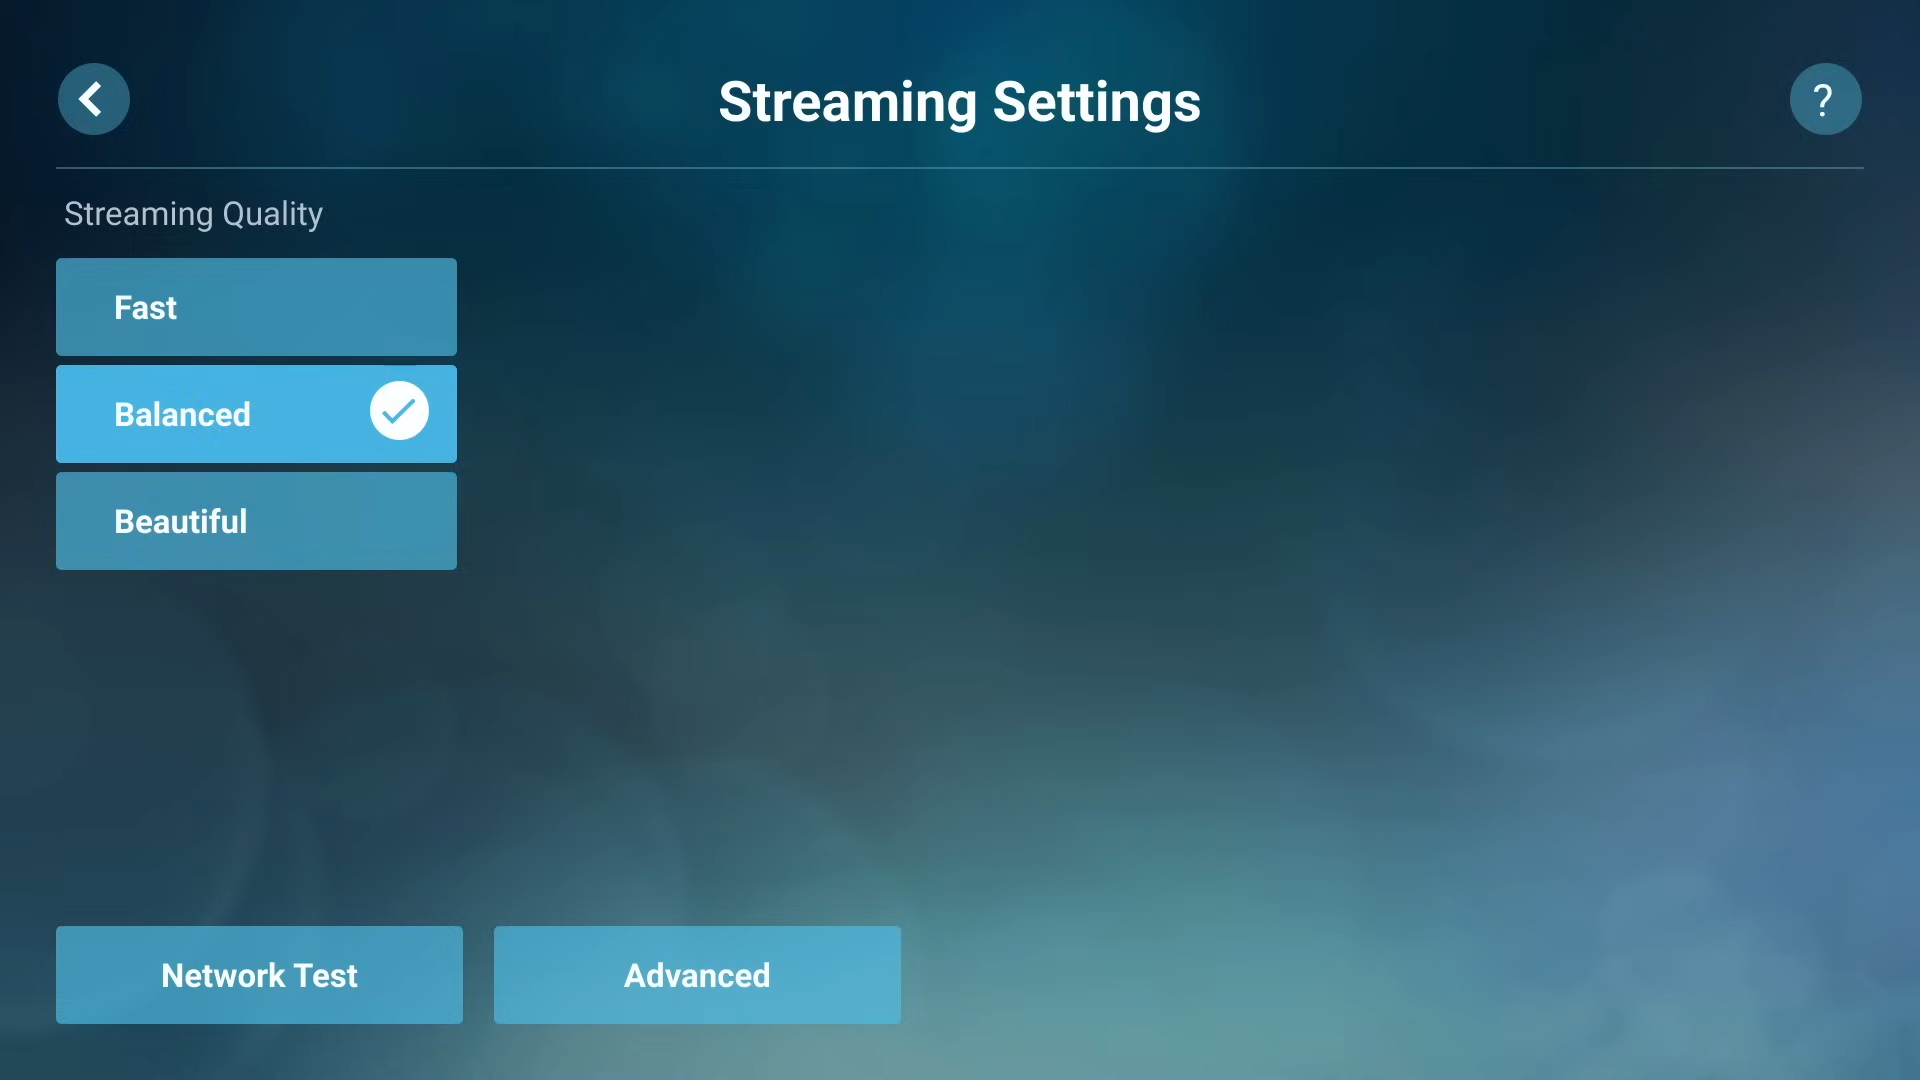 Streaming Settings
?
Streaming Quality
Fast
Balanced
Beautiful
Network Test
Advanced